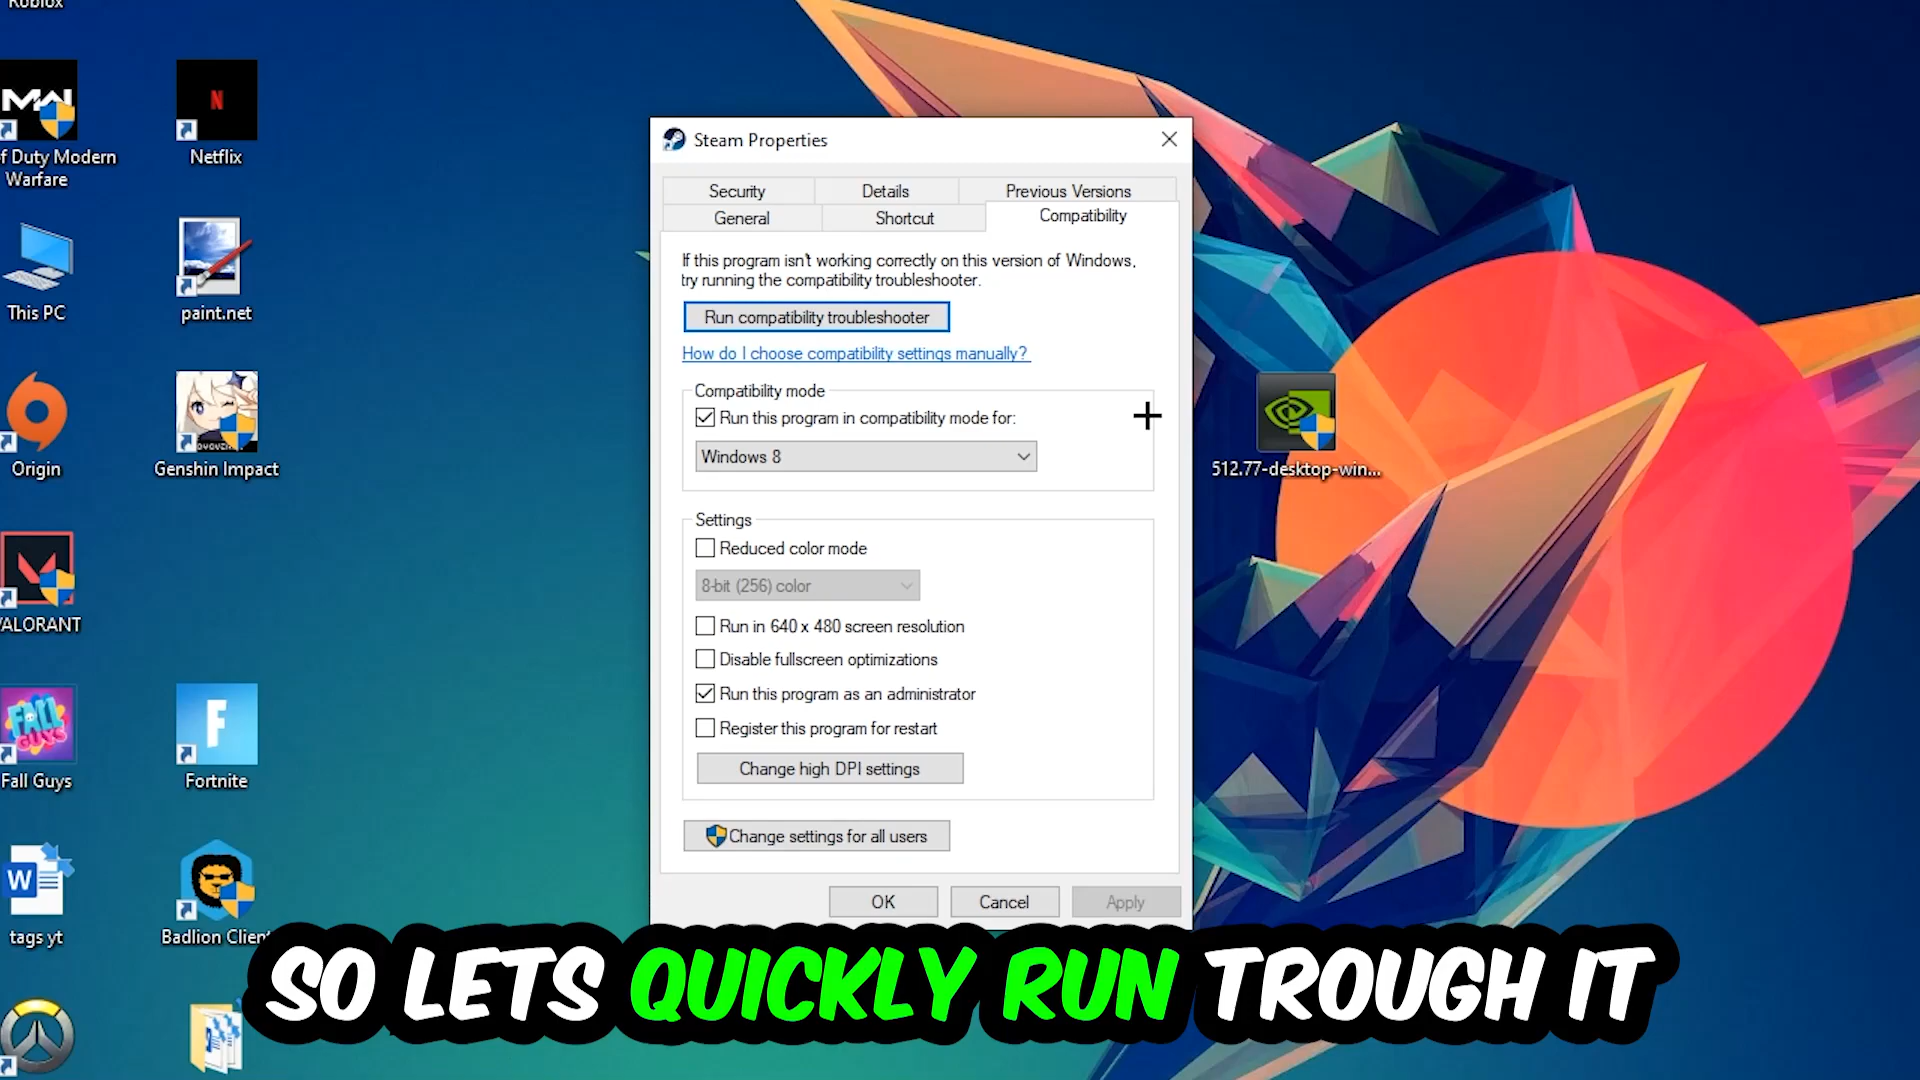 Roblox
f Duty Modern
Warfare
Netflix
N
This PC
paint.net
Origin
Genshin Impact
VALORANT
FALL
GUYS
Fall Guys
F
Fortnite
W
tags yt
Badlion Client
Steam Properties
Security
Details
Previous Versions
General
Shortcut
Compatibility
If this program isn't working correctly on this version of Windows,
try running the compatibility troubleshooter.
Run compatibility troubleshooter
How do I choose compatibility settings manually?
Compatibility mode
Run this program in compatibility mode for:
Windows 8
Settings
Reduced color mode
8-bit (256) color
Run in 640 x 480 screen resolution
Disable fullscreen optimizations
Run this program as an administrator
Register this program for restart
Change high DPI settings
Change settings for all users
OK
Cancel
Apply
512.77-desktop-win...
SO LETS QUICKLY RUN TROUGH IT